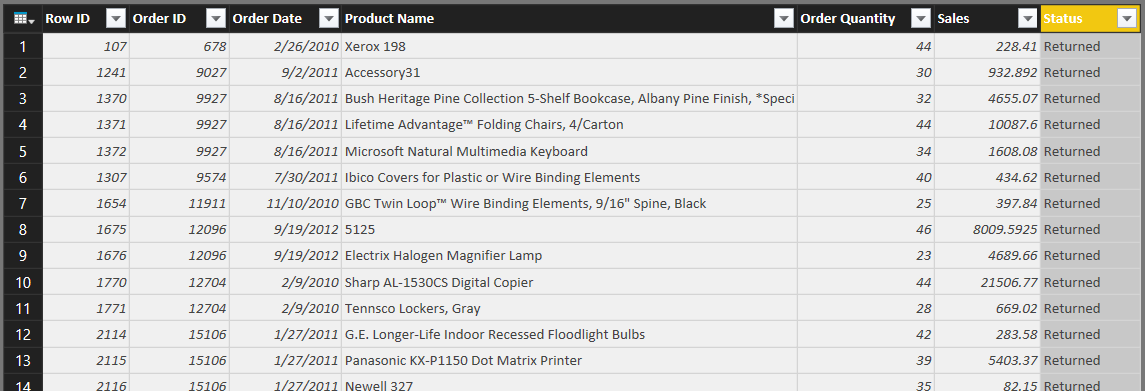 Row ID Order ID Order Date Product Name Order Quantity Sales Status
1 107 678 2/26/2010 Xerox 198 44 228.41 Returned
2 1241 9027 9/2/2011 Accessory31 30 932.892 Returned
3 1370 9927 8/16/2011 Bush Heritage Pine Collection 5-Shelf Bookcase, Albany Pine Finish, *Speci 32 4655.07 Returned
4 1371 9927 8/16/2011 Lifetime Advantage™ Folding Chairs, 4/Carton 44 10087.6 Returned
5 1372 9927 8/16/2011 Microsoft Natural Multimedia Keyboard 34 1608.08 Returned
6 1307 9574 7/30/2011 Ibico Covers for Plastic or Wire Binding Elements 40 434.62 Returned
7 1654 11911 11/10/2010 GBC Twin Loop™ Wire Binding Elements, 9/16" Spine, Black 25 397.84 Returned
8 1675 12096 9/19/2012 5125 46 8009.5925 Returned
9 1676 12096 9/19/2012 Electrix Halogen Magnifier Lamp 23 4689.66 Returned
10 1770 12704 2/9/2010 Sharp AL-1530CS Digital Copier 44 21506.77 Returned
11 1771 12704 2/9/2010 Tennsco Lockers, Gray 28 669.02 Returned
12 2114 15106 1/27/2011 G.E. Longer-Life Indoor Recessed Floodlight Bulbs 42 283.58 Returned
13 2115 15106 1/27/2011 Panasonic KX-P1150 Dot Matrix Printer 39 5403.37 Returned
14 2116 15106 1/27/2011 Newell 327 35 82.15 Returned